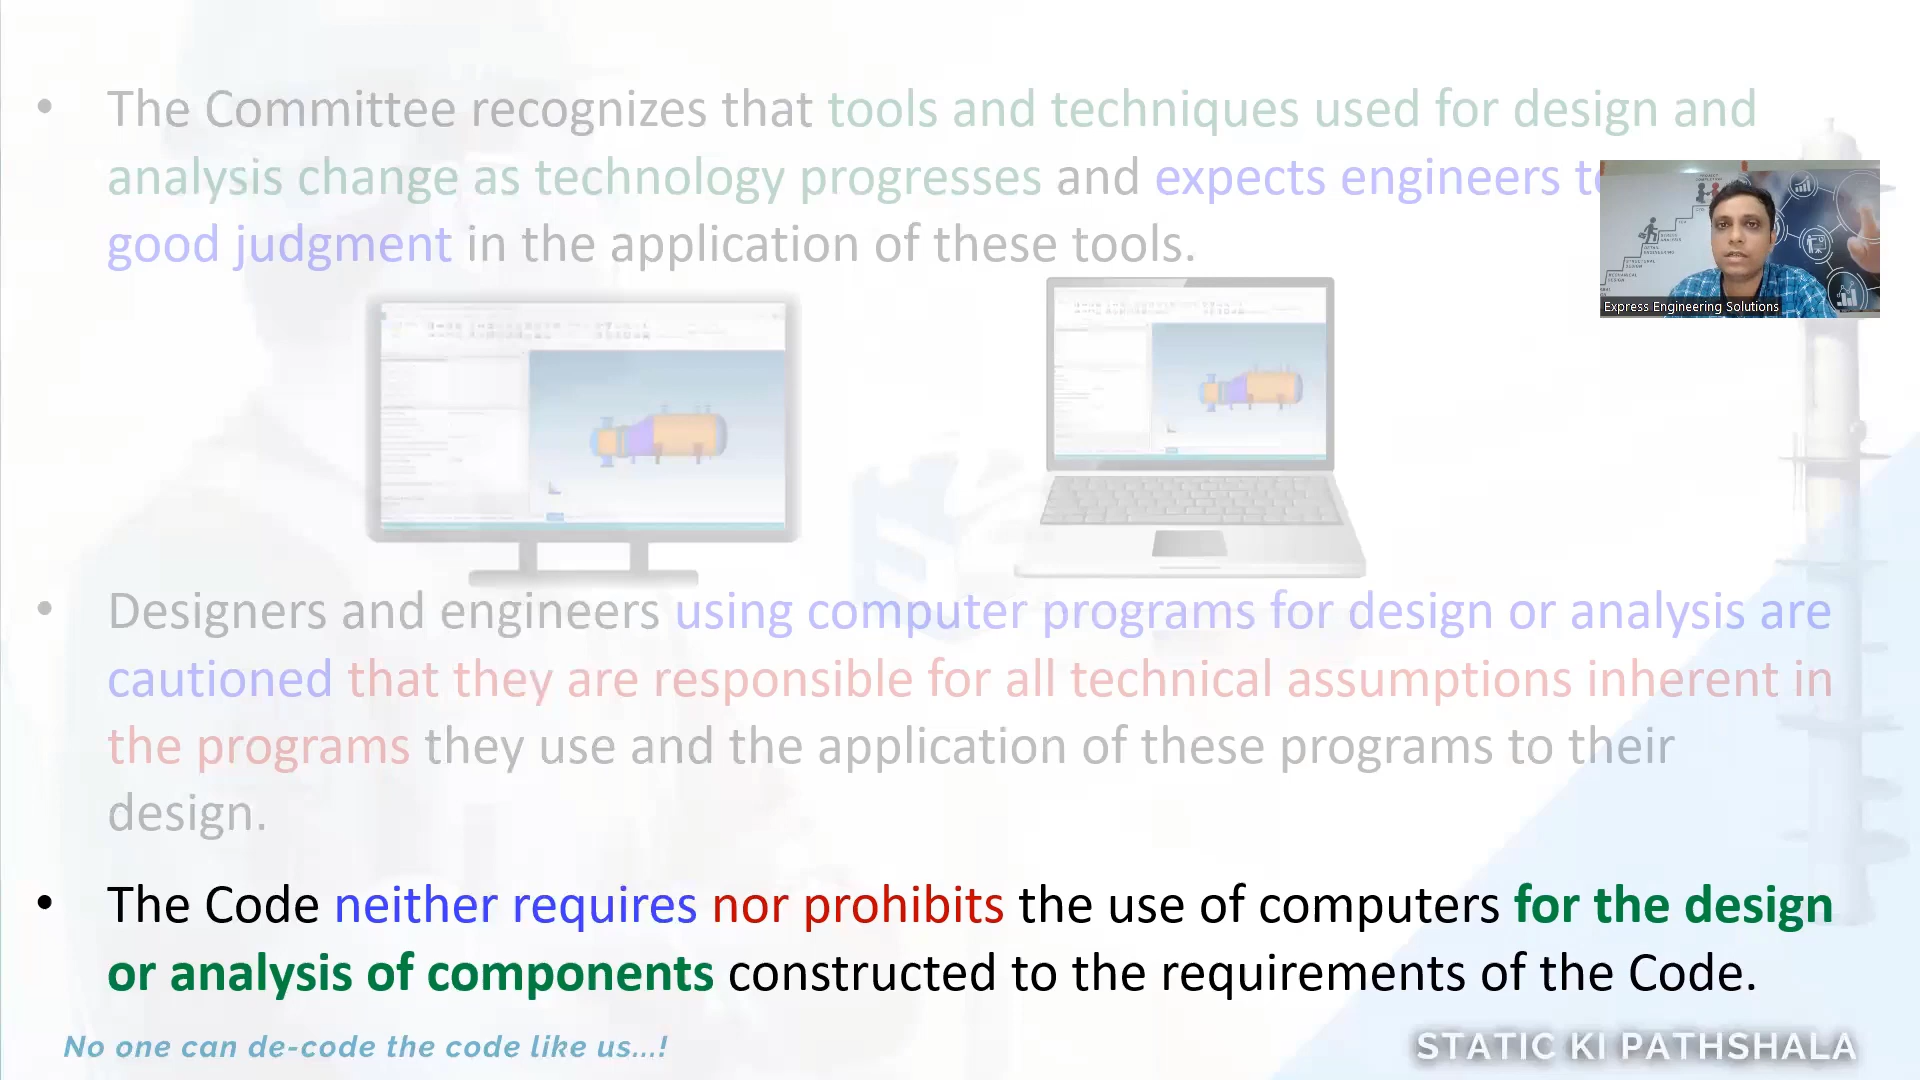 • The Committee recognizes that tools and techniques used for design and
analysis change as technology progresses and expects engineers
good judgment in the application of these tools.
Express Engineering Solutions
• Designers and engineers using computer programs for design or analysis are
cautioned that they are responsible for all technical assumptions inherent in
the programs they use and the application of these programs to their
design.
• The Code neither requires nor prohibits the use of computers for the design
or analysis of components constructed to the requirements of the Code.
No one can de-code the code like us...!
STATIC KI PATHSHALA